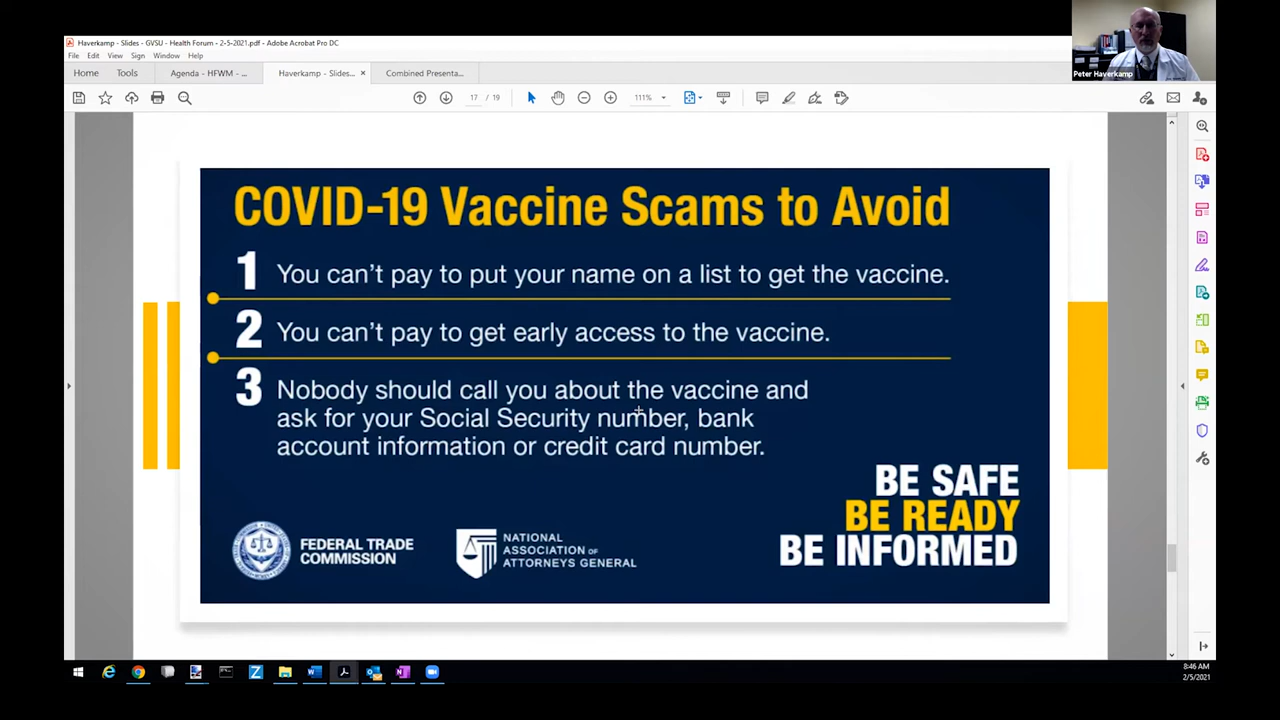 Haverkamp - Slides - GVSU - Health Forum - 2-5-2021.pdf - Adobe Acrobat Pro DC
File Edit View Sign Window Help
Home Tools Agenda - HFWM - ... Haverkamp - Slides... × Combined Presenta...
17 / 19 111%
Peter Haverkamp
COVID-19 Vaccine Scams to Avoid
1 You can't pay to put your name on a list to get the vaccine.
2 You can't pay to get early access to the vaccine.
3 Nobody should call you about the vaccine and
ask for your Social Security number, bank
account information or credit card number.
BE SAFE
BE READY
BE INFORMED
FEDERAL TRADE
COMMISSION
NATIONAL
ASSOCIATION OF
ATTORNEYS GENERAL
8:46 AM
2/5/2021